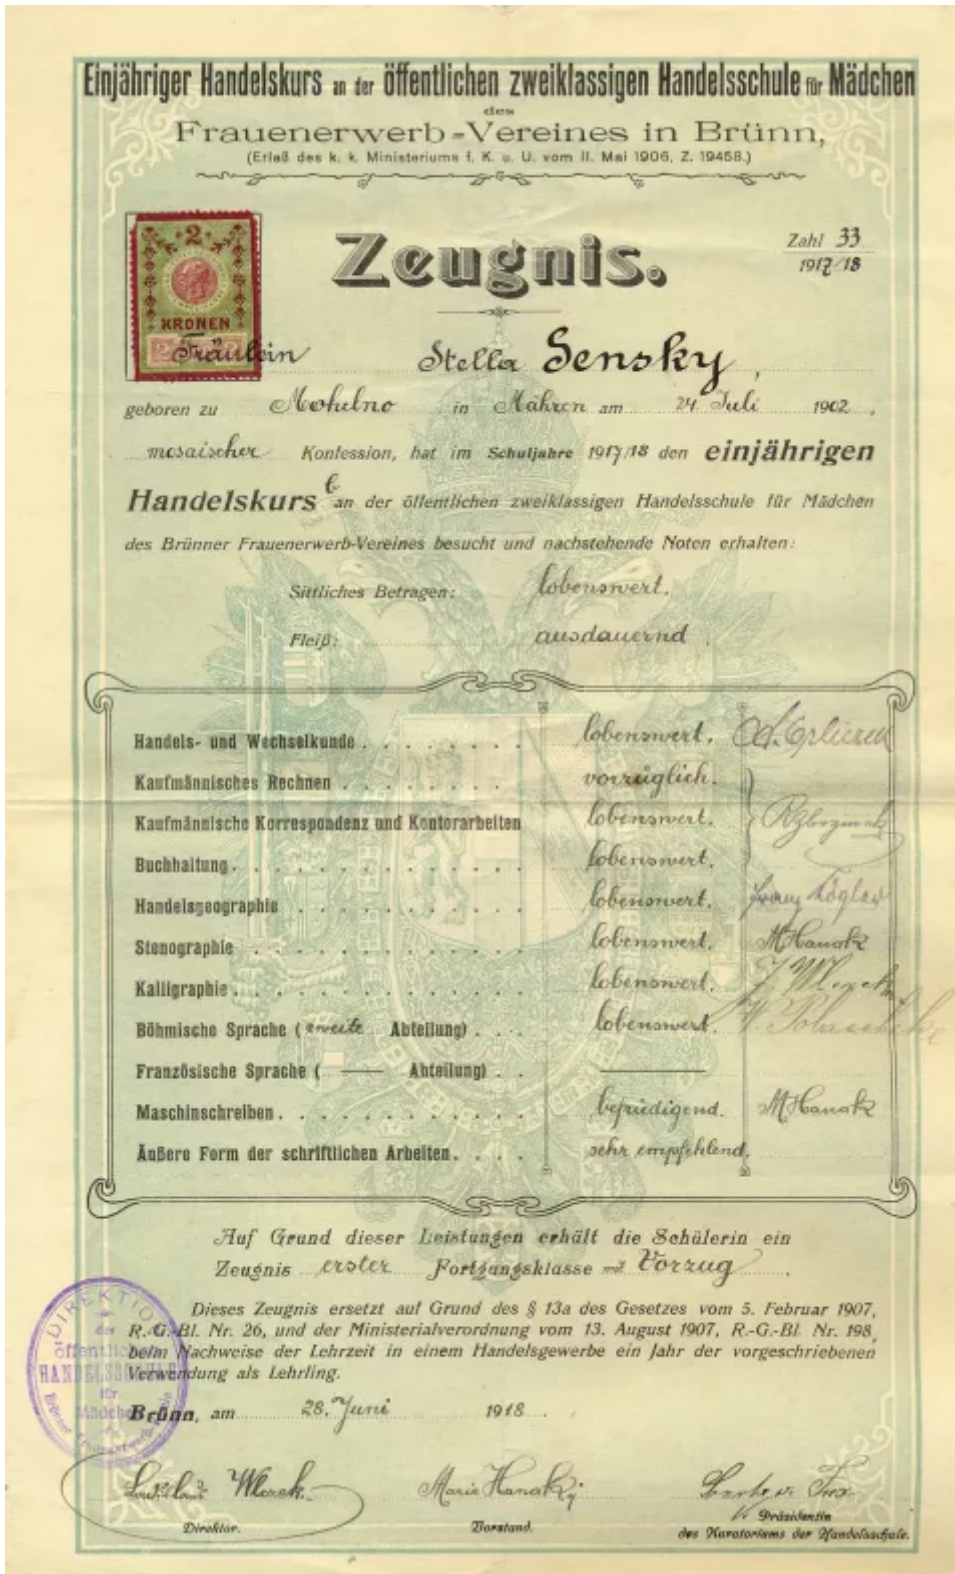 Einjähriger Handelskurs an der öffentlichen zweiklassigen Handelsschule für Mädchen
des
Frauenerwerb-Vereines in Brünn,
(Erlaß des k. k. Ministeriums f. K. u. U. vom 11. Mai 1906, Z. 19458.)
2
KRONEN
Zeugnis.
Zahl 33
1917/18
Fräulein Stella Sensky,
geboren zu Mohelno in Mähren am 24 Juli 1902,
mosaischer Konfession, hat im Schuljahre 1917/18 den einjährigen
Handelskurs b an der öffentlichen zweiklassigen Handelsschule für Mädchen
des Brünner Frauenerwerb-Vereines besucht und nachstehende Noten erhalten:
Sittliches Betragen: lobenswert.
Fleiß: ausdauernd.
Handels- und Wechselkunde . . . . . . . lobenswert.
Kaufmännisches Rechnen . . . . . . . . vorzüglich.
Kaufmännische Korrespondenz und Kontorarbeiten lobenswert.
Buchhaltung . . . . . . . . . . . . lobenswert.
Handelsgeographie . . . . . . . . . . lobenswert.
Stenographie . . . . . . . . . . . . lobenswert. M Hanak
Kalligraphie . . . . . . . . . . . . . lobenswert.
Böhmische Sprache (zweite Abteilung) . . . lobenswert.
Französische Sprache ( — Abteilung) . . —
Maschinschreiben . . . . . . . . . . . befriedigend. M Hanak
Äußere Form der schriftlichen Arbeiten . . . . sehr empfehlend.
Auf Grund dieser Leistungen erhält die Schülerin ein
Zeugnis erster Fortgangsklasse mit Vorzug.
Dieses Zeugnis ersetzt auf Grund des § 13a des Gesetzes vom 5. Februar 1907,
R.-G.-Bl. Nr. 26, und der Ministerialverordnung vom 13. August 1907, R.-G.-Bl. Nr. 198,
beim Nachweise der Lehrzeit in einem Handelsgewerbe ein Jahr der vorgeschriebenen
Verwendung als Lehrling.
DIREKTION
der
öffentlichen
HANDELSSCHULE
für
Mädchen
Brünn, am 28. Juni 1918.
Marie Hanak
Direktor.
Vorstand.
Präsidentin
des Kuratoriums der Handelsschule.